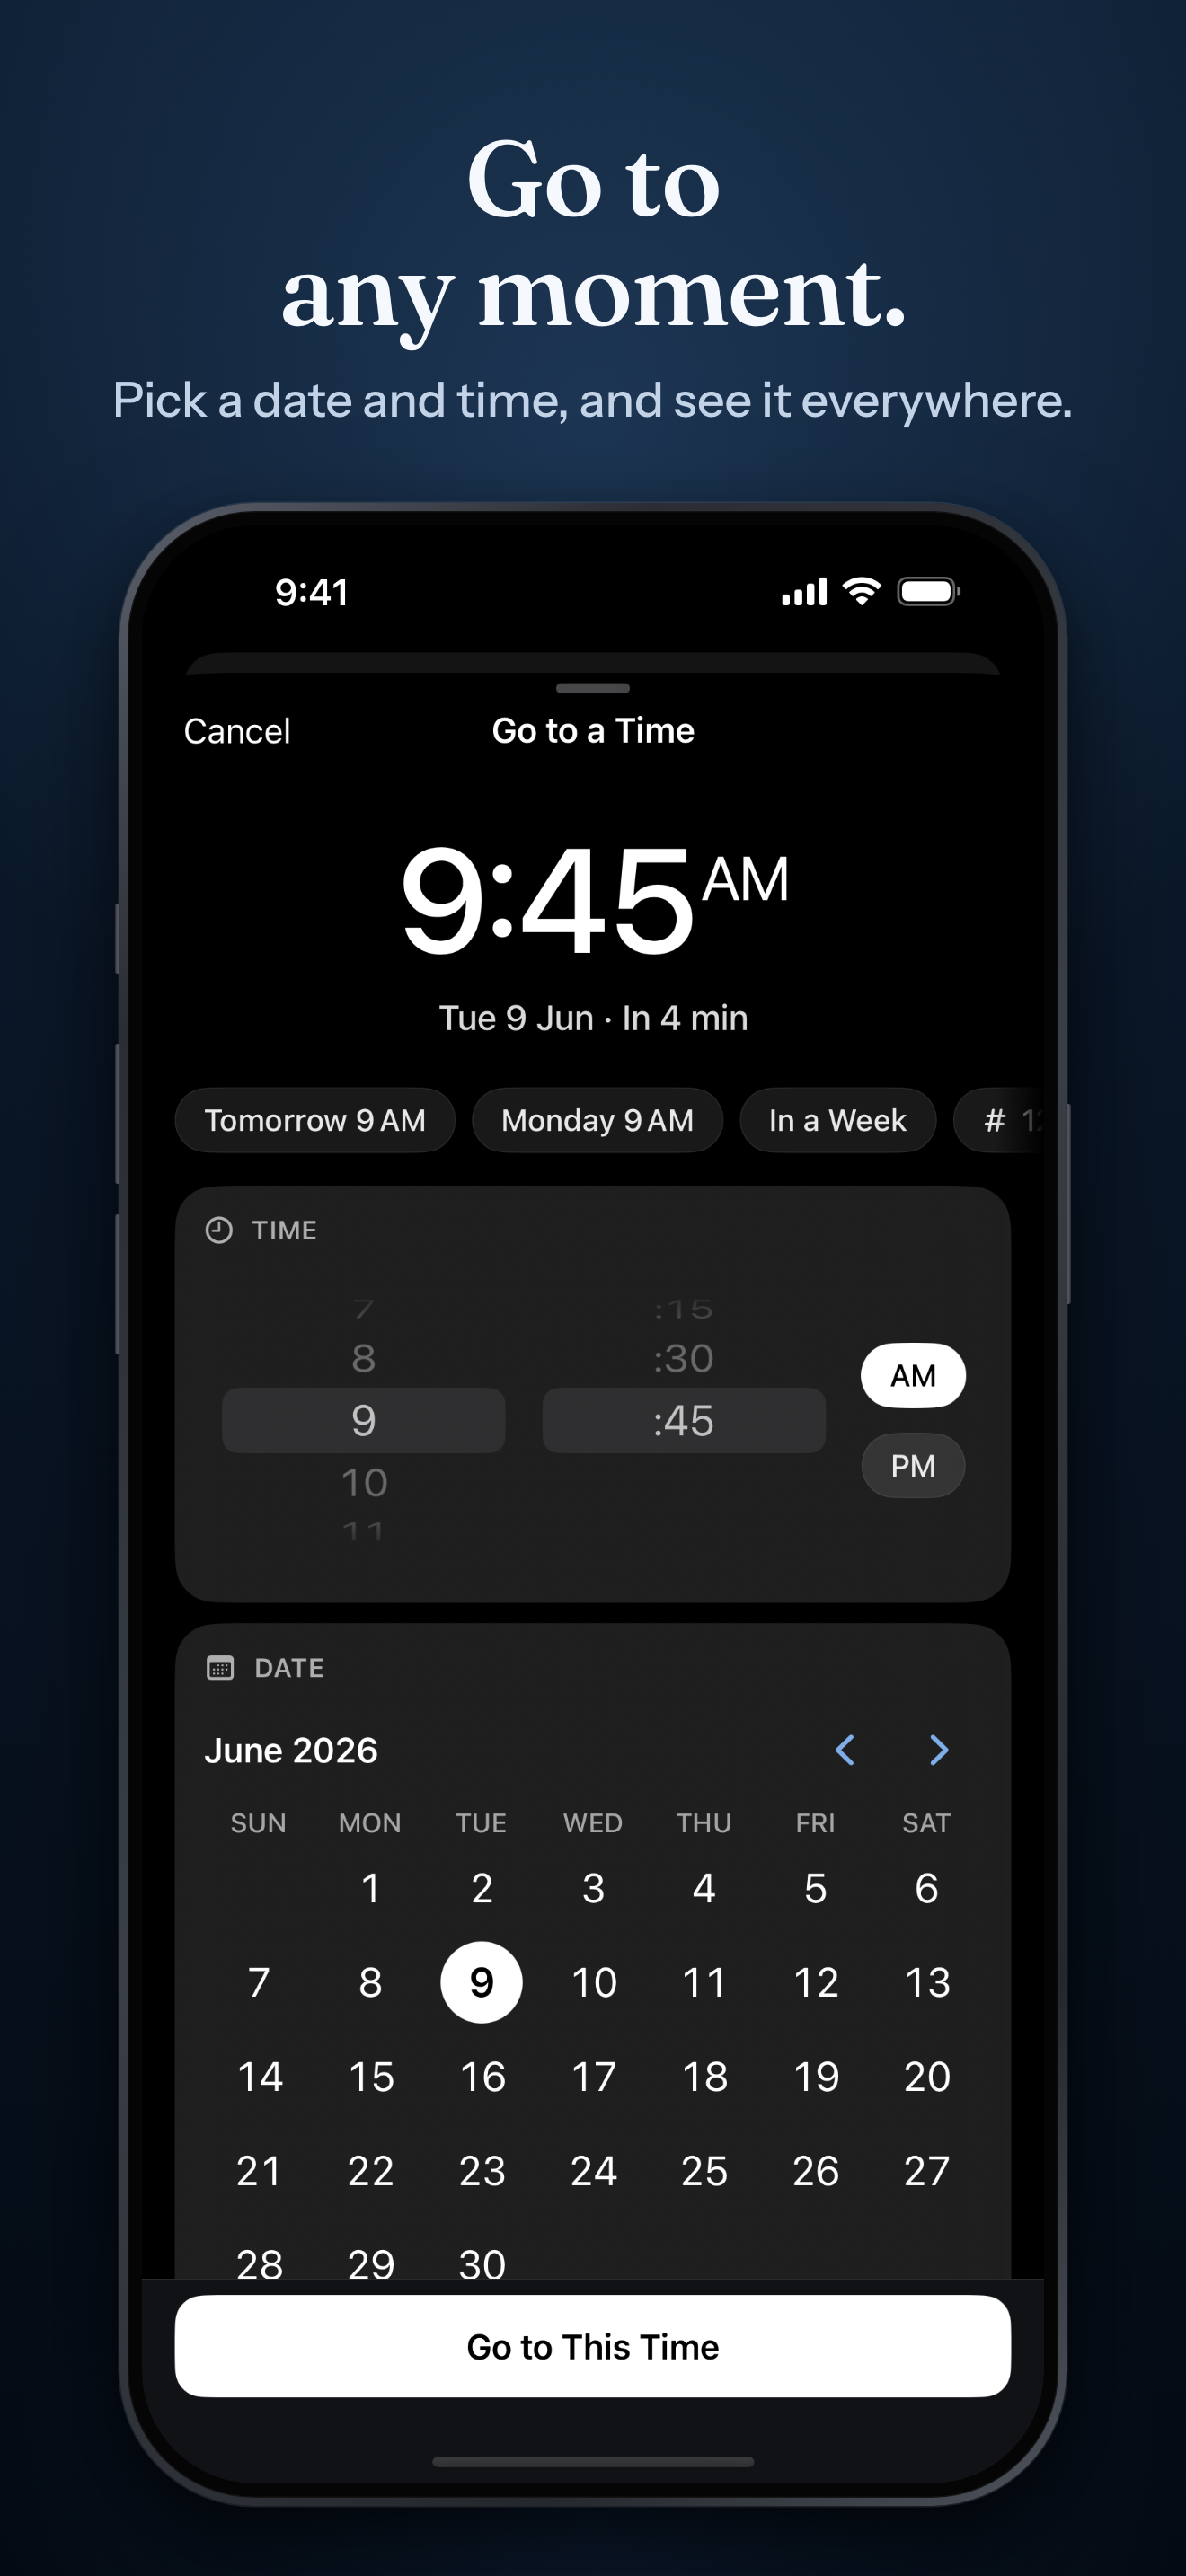 Go to
any moment.
Pick a date and time, and see it everywhere.
9:41
Cancel Go to a Time
9:45 AM
Tue 9 Jun · In 4 min
Tomorrow 9 AM Monday 9 AM In a Week #
TIME
7 :15
8 :30
9 :45
10
11
AM
PM
DATE
June 2026
SUN MON TUE WED THU FRI SAT
1 2 3 4 5 6
7 8 9 10 11 12 13
14 15 16 17 18 19 20
21 22 23 24 25 26 27
28 29 30
Go to This Time